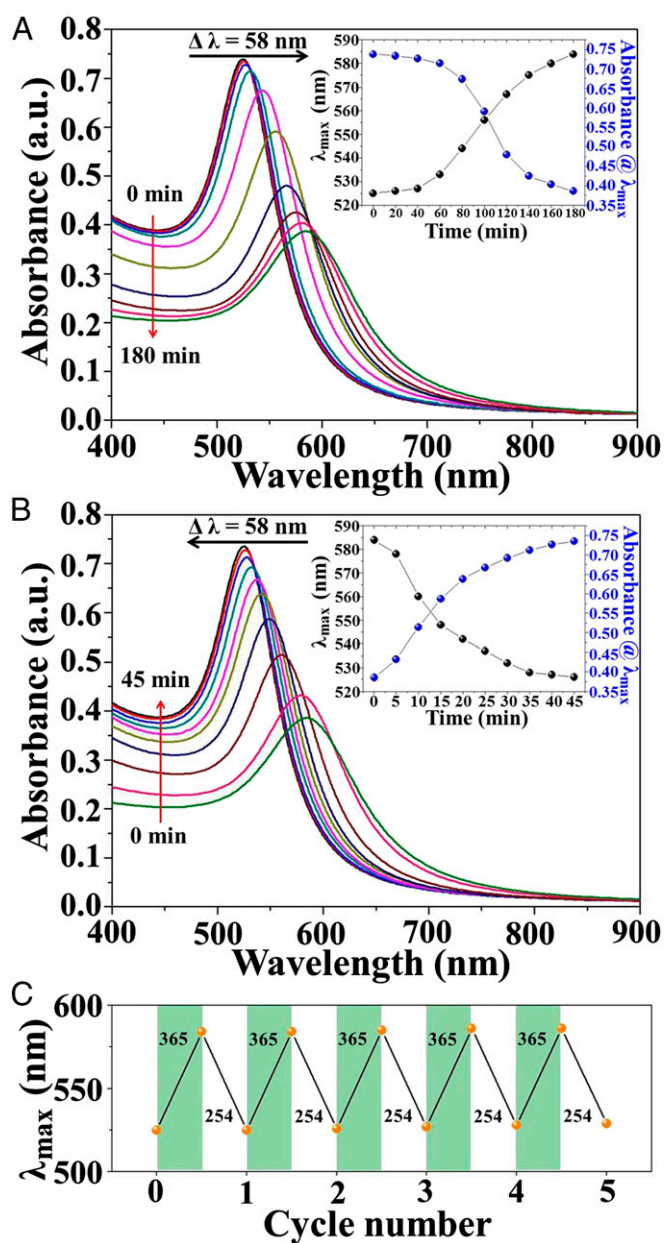 A
Δ λ = 58 nm
0 min
180 min
Absorbance (a.u.)
0.8
0.7
0.6
0.5
0.4
0.3
0.2
0.1
0.0
400 500 600 700 800 900
Wavelength (nm)
λmax (nm)
590
580
570
560
550
540
530
520
0 20 40 60 80 100 120 140 160 180
Time (min)
0.75
0.70
0.65
0.60
0.55
0.50
0.45
0.40
0.35
Absorbance @ λmax
B
Δ λ = 58 nm
45 min
0 min
Absorbance (a.u.)
0.8
0.7
0.6
0.5
0.4
0.3
0.2
0.1
0.0
400 500 600 700 800 900
Wavelength (nm)
λmax (nm)
590
580
570
560
550
540
530
520
0 5 10 15 20 25 30 35 40 45
Time (min)
0.75
0.70
0.65
0.60
0.55
0.50
0.45
0.40
0.35
Absorbance @ λmax
C
λmax (nm)
600
550
500
365 365 365 365 365
254 254 254 254 254
0 1 2 3 4 5
Cycle number